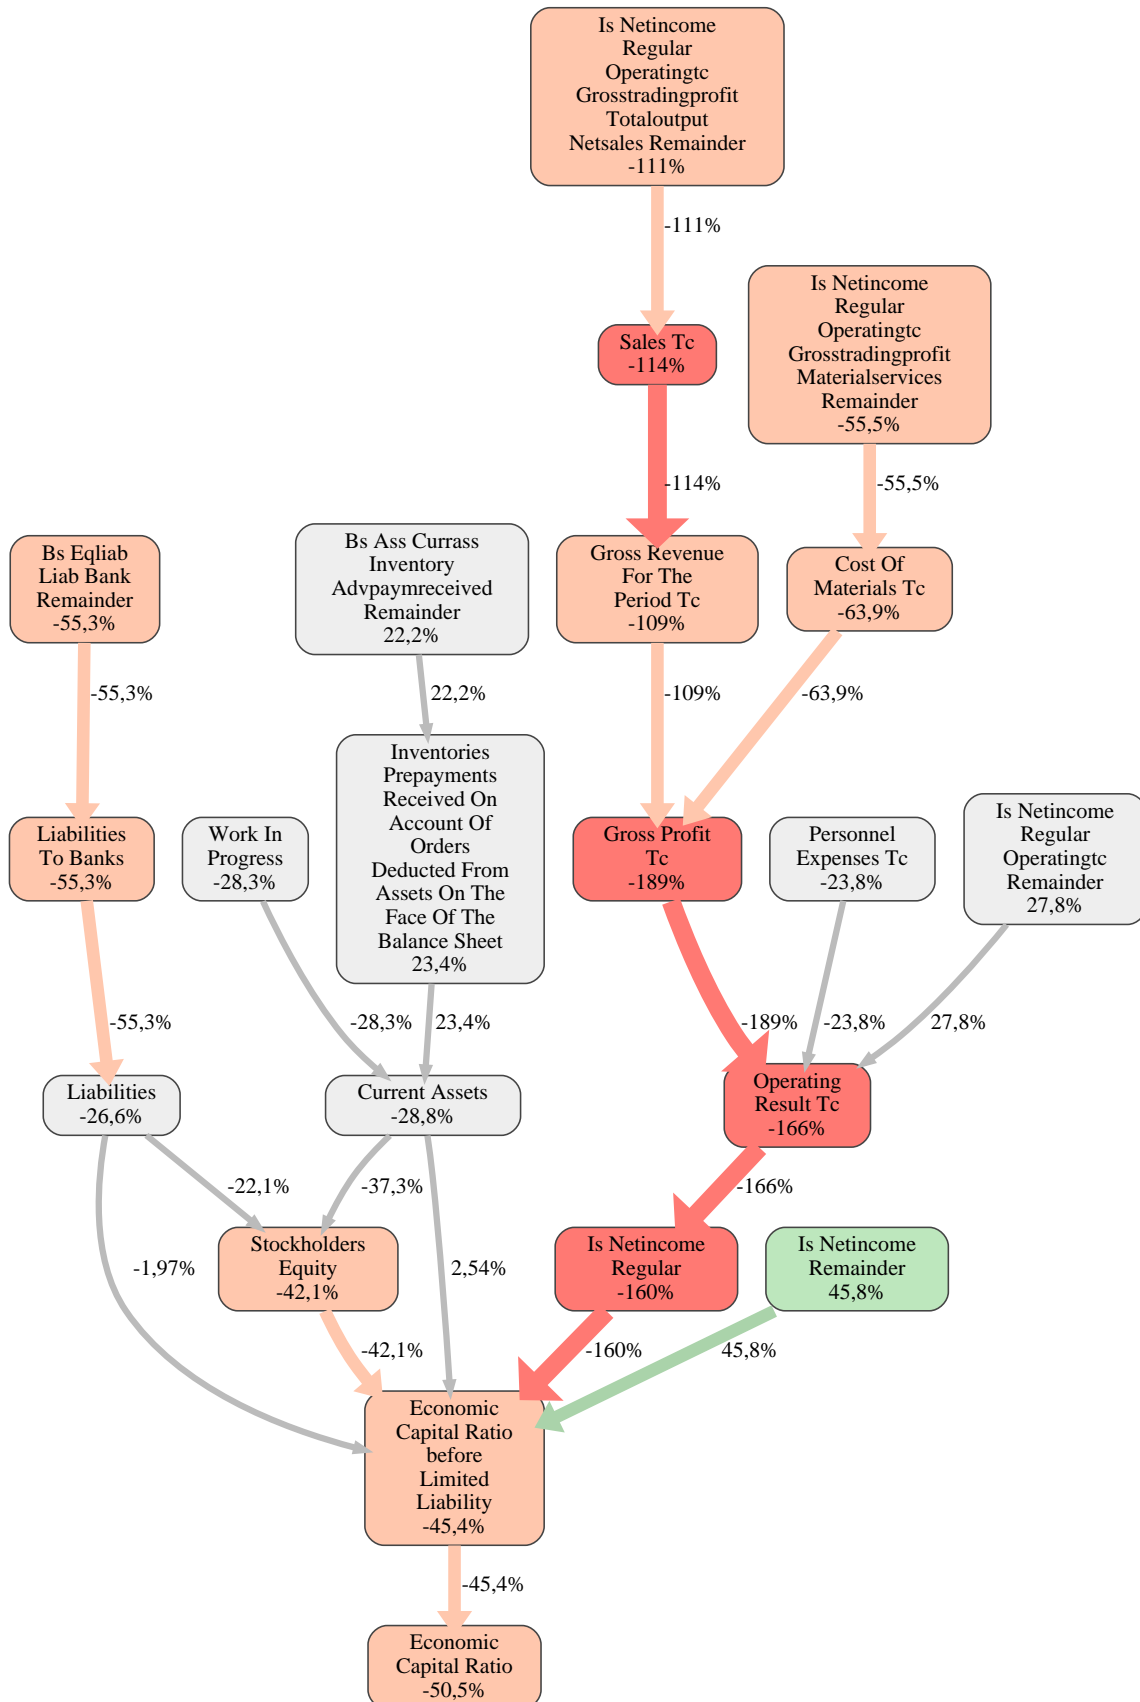 Is Netincome
Regular
Operatingtc
Grosstradingprofit
Totaloutput
Netsales Remainder
-111%
-111%
Is Netincome
Regular
Operatingtc
Grosstradingprofit
Materialservices
Remainder
-55,5%
Sales Tc
-114%
-114%
-55,5%
Bs Eqliab
Liab Bank
Remainder
-55,3%
Bs Ass Currass
Inventory
Advpaymreceived
Remainder
22,2%
Gross Revenue
For The
Period Tc
-109%
Cost Of
Materials Tc
-63,9%
-55,3%
22,2%
-109%
-63,9%
Liabilities
To Banks
-55,3%
Work In
Progress
-28,3%
Inventories
Prepayments
Received On
Account Of
Orders
Deducted From
Assets On The
Face Of The
Balance Sheet
23,4%
Gross Profit
Tc
-189%
Personnel
Expenses Tc
-23,8%
Is Netincome
Regular
Operatingtc
Remainder
27,8%
-55,3%
-28,3%
23,4%
-189%
-23,8%
27,8%
Liabilities
-26,6%
Current Assets
-28,8%
Operating
Result Tc
-166%
-22,1%
-37,3%
-166%
Stockholders
Equity
-42,1%
Is Netincome
Regular
-160%
Is Netincome
Remainder
45,8%
-1,97%
2,54%
-42,1%
-160%
45,8%
Economic
Capital Ratio
before
Limited
Liability
-45,4%
-45,4%
Economic
Capital Ratio
-50,5%